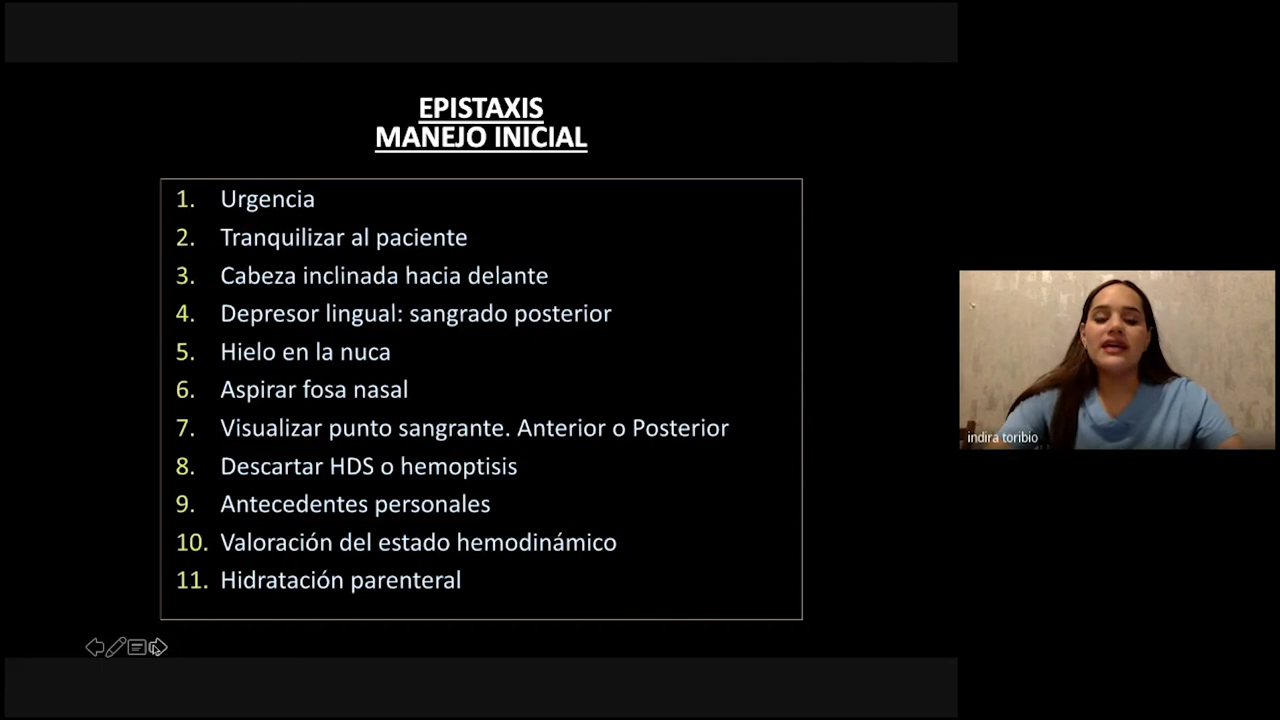 EPISTAXIS
MANEJO INICIAL
1. Urgencia
2. Tranquilizar al paciente
3. Cabeza inclinada hacia delante
4. Depresor lingual: sangrado posterior
5. Hielo en la nuca
6. Aspirar fosa nasal
7. Visualizar punto sangrante. Anterior o Posterior
8. Descartar HDS o hemoptisis
9. Antecedentes personales
10. Valoración del estado hemodinámico
11. Hidratación parenteral
indira toribio